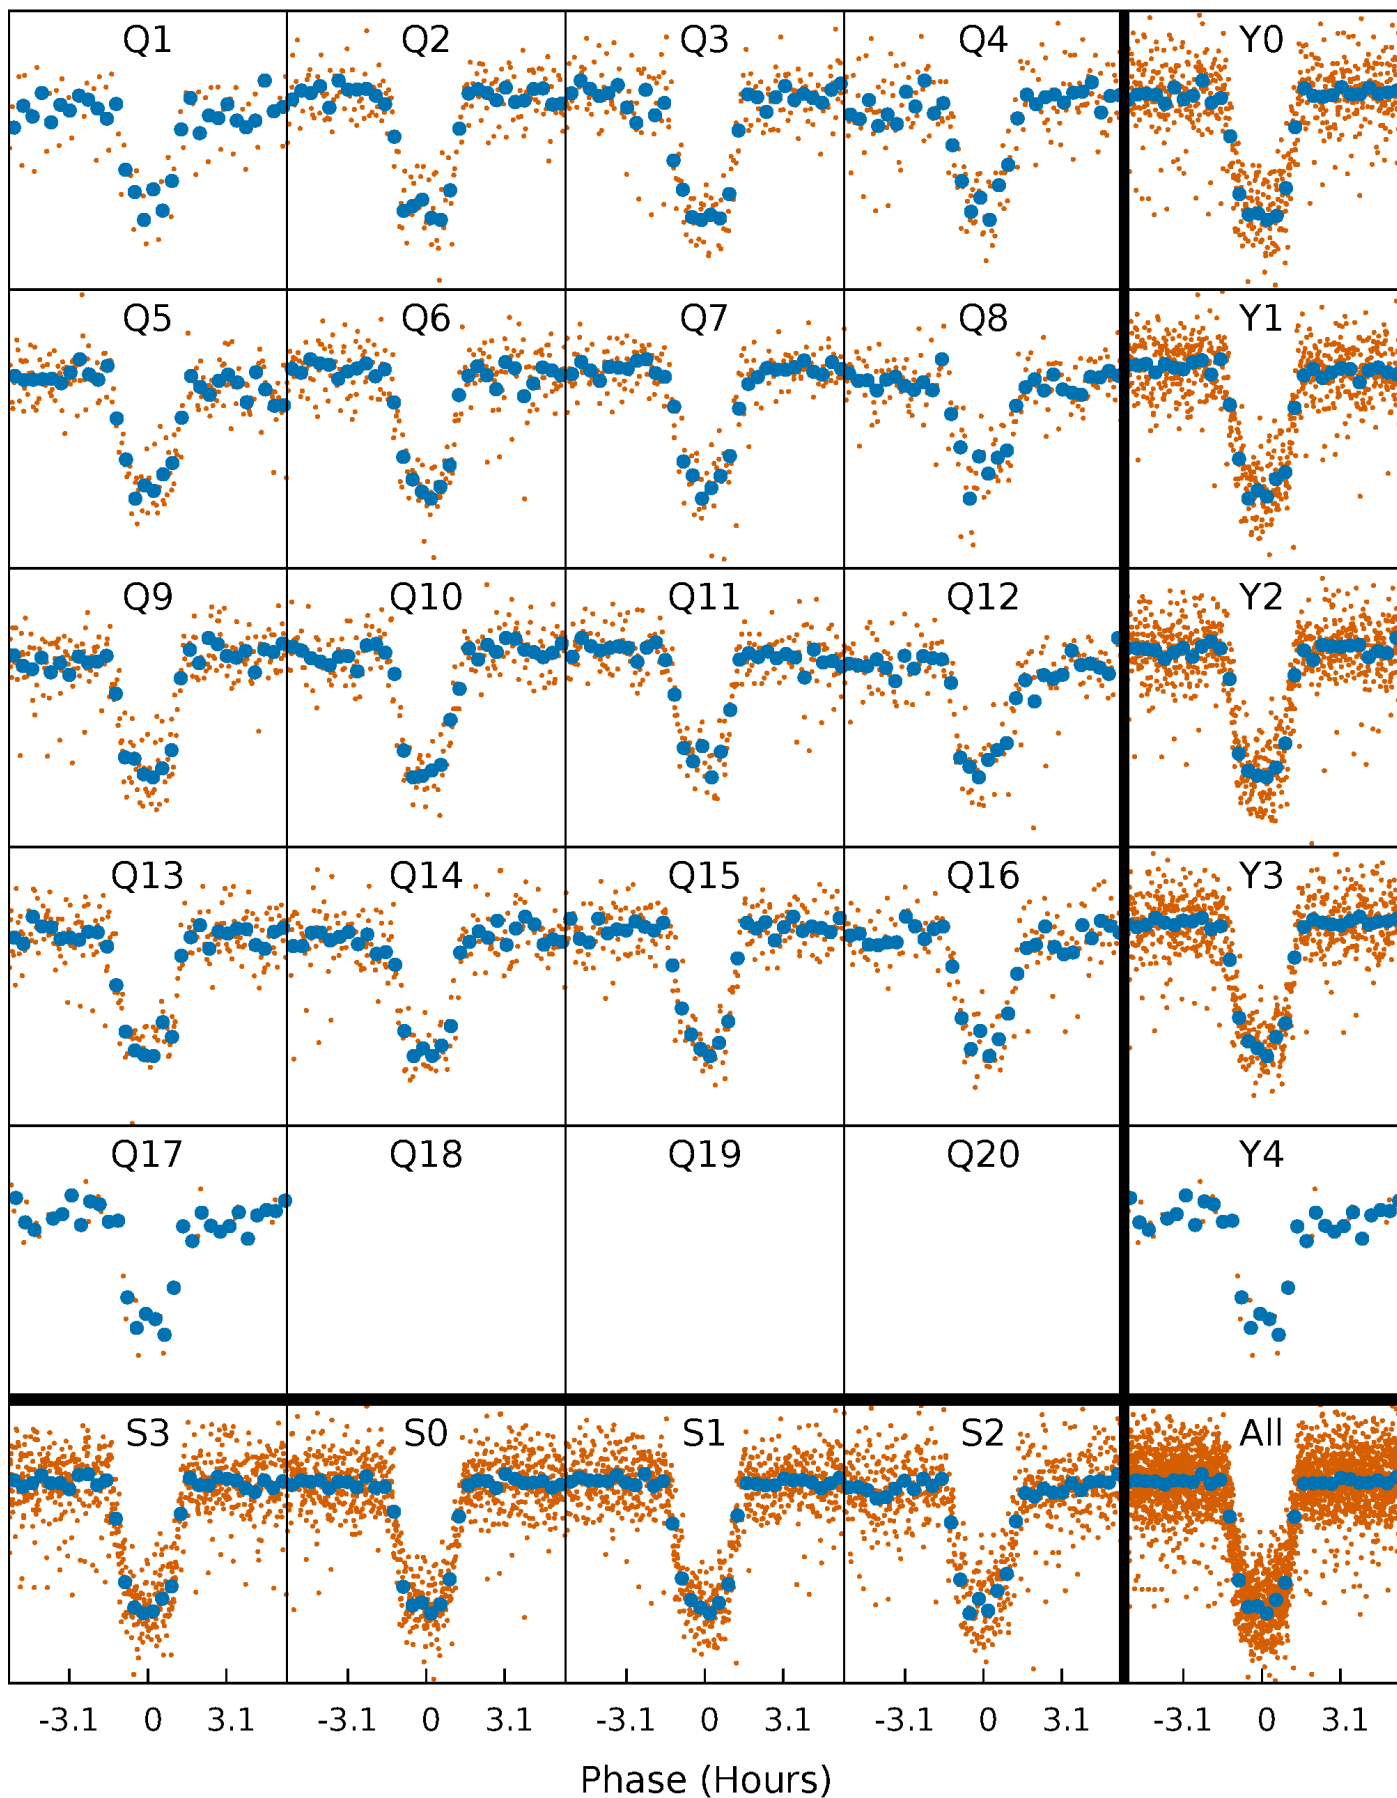 Q1 Q2 Q3 Q4 Y0
Q5 Q6 Q7 Q8 Y1
Q9 Q10 Q11 Q12 Y2
Q13 Q14 Q15 Q16 Y3
Q17 Q18 Q19 Q20 Y4
S3 S0 S1 S2 All
-3.1 0 3.1 -3.1 0 3.1 -3.1 0 3.1 -3.1 0 3.1 -3.1 0 3.1
Phase (Hours)